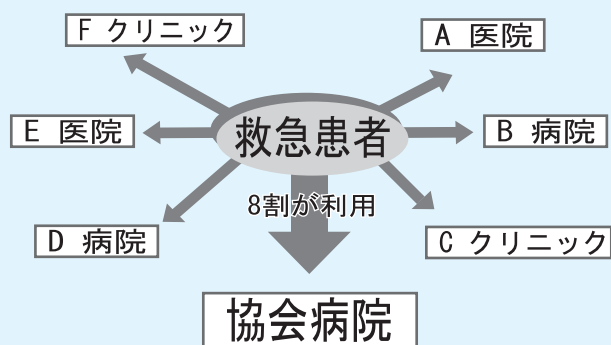 F クリニック
A 医院
E 医院
救急患者
B 病院
8割が利用
D 病院
C クリニック
協会病院